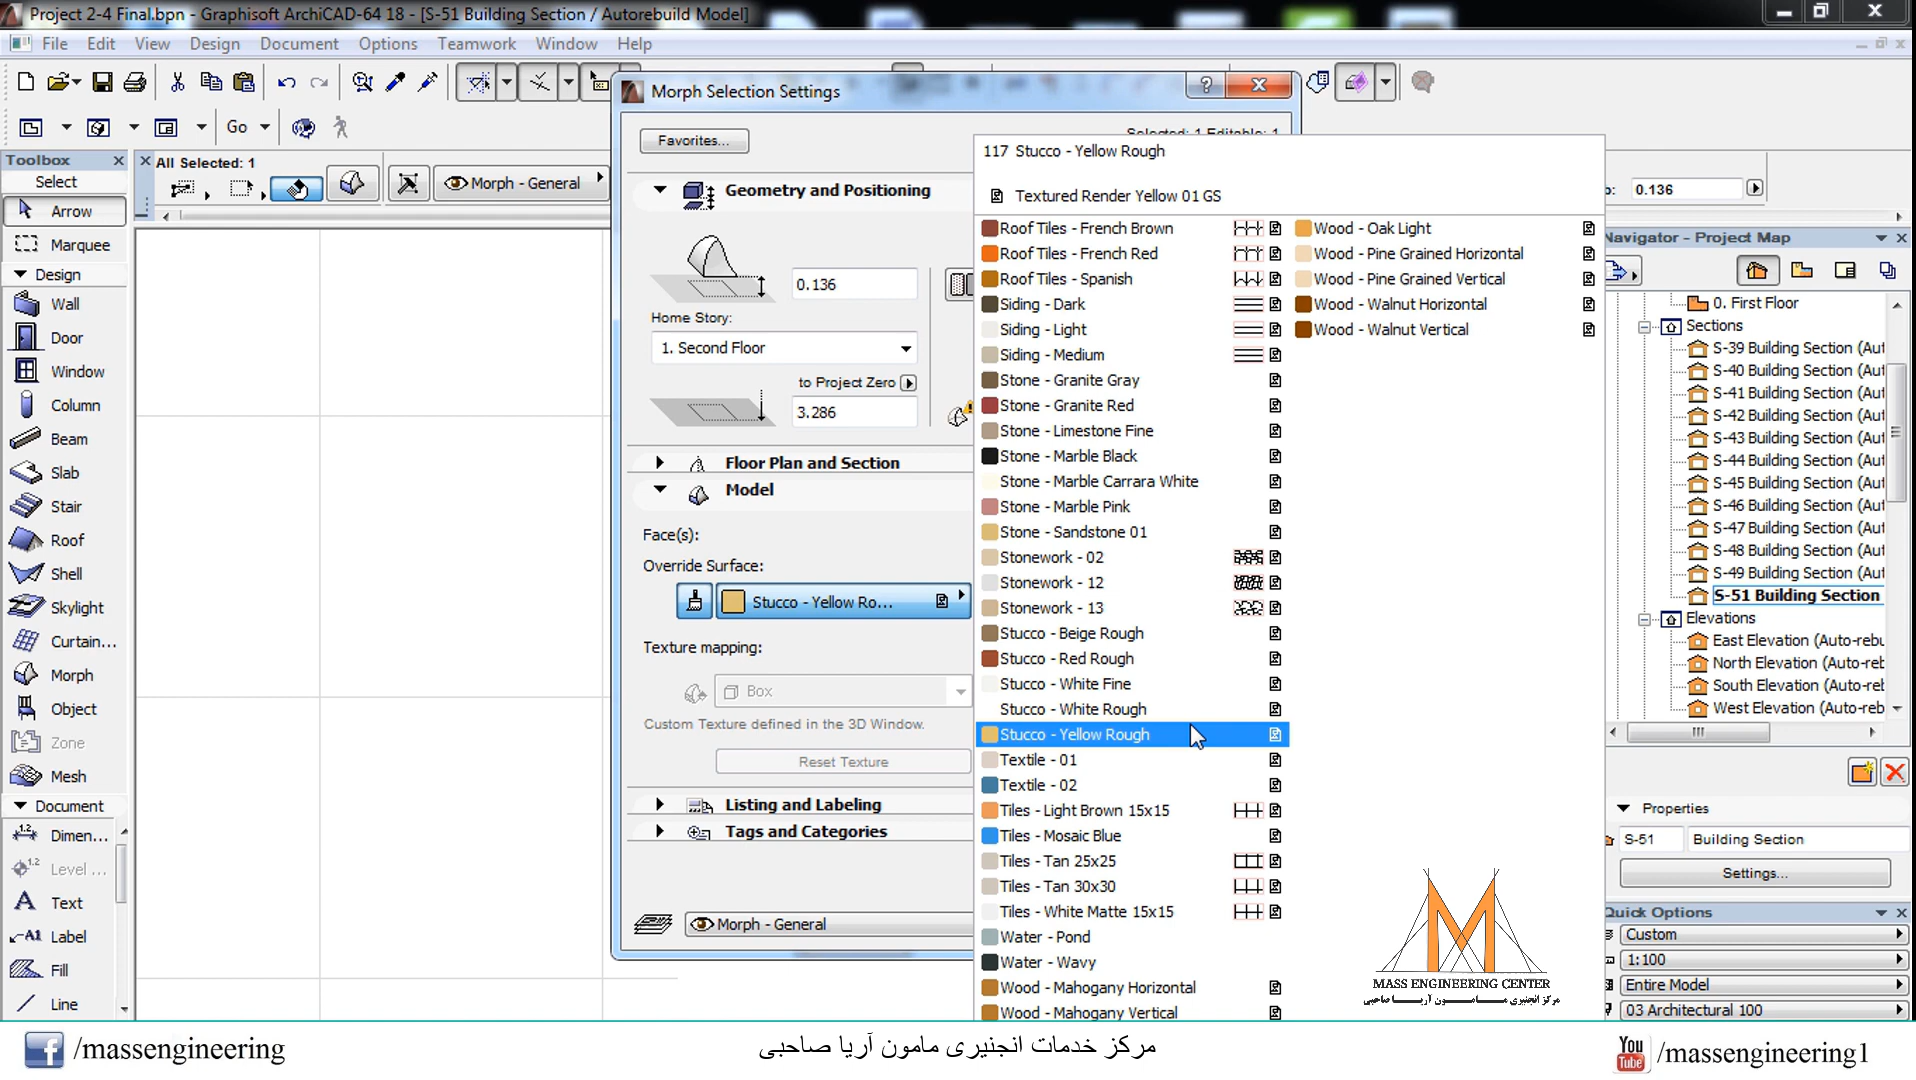 Project 2-4 Final.bpn - Graphisoft ArchiCAD-64 18 - [S-51 Building Section / Autorebuild Model]
File Edit View Design Document Options Teamwork Window Help
Go
Toolbox
Select
Arrow
Marquee
Design
Wall
Door
Window
Column
Beam
Slab
Stair
Roof
Shell
Skylight
Curtain...
Morph
Object
Zone
Mesh
Document
Dimen...
Level ...
Text
Label
Fill
Line
All Selected: 1
Morph - General
Morph Selection Settings
Favorites...
Selected: 1 Editable: 1
Geometry and Positioning
0.136
Home Story:
1. Second Floor
to Project Zero
3.286
Floor Plan and Section
Model
Face(s):
Override Surface:
Stucco - Yellow Ro...
Texture mapping:
Box
Custom Texture defined in the 3D Window.
Reset Texture
Listing and Labeling
Tags and Categories
Morph - General
117 Stucco - Yellow Rough
Textured Render Yellow 01 GS
Roof Tiles - French Brown
Roof Tiles - French Red
Roof Tiles - Spanish
Siding - Dark
Siding - Light
Siding - Medium
Stone - Granite Gray
Stone - Granite Red
Stone - Limestone Fine
Stone - Marble Black
Stone - Marble Carrara White
Stone - Marble Pink
Stone - Sandstone 01
Stonework - 02
Stonework - 12
Stonework - 13
Stucco - Beige Rough
Stucco - Red Rough
Stucco - White Fine
Stucco - White Rough
Stucco - Yellow Rough
Textile - 01
Textile - 02
Tiles - Light Brown 15x15
Tiles - Mosaic Blue
Tiles - Tan 25x25
Tiles - Tan 30x30
Tiles - White Matte 15x15
Water - Pond
Water - Wavy
Wood - Mahogany Horizontal
Wood - Mahogany Vertical
Wood - Oak Light
Wood - Pine Grained Horizontal
Wood - Pine Grained Vertical
Wood - Walnut Horizontal
Wood - Walnut Vertical
0.136
Navigator - Project Map
0. First Floor
Sections
S-39 Building Section (Aut
S-40 Building Section (Aut
S-41 Building Section (Aut
S-42 Building Section (Aut
S-43 Building Section (Aut
S-44 Building Section (Aut
S-45 Building Section (Aut
S-46 Building Section (Aut
S-47 Building Section (Aut
S-48 Building Section (Aut
S-49 Building Section (Aut
S-51 Building Section
Elevations
East Elevation (Auto-rebu
North Elevation (Auto-reb
South Elevation (Auto-reb
West Elevation (Auto-reb
Properties
S-51 Building Section
Settings...
Quick Options
Custom
1:100
Entire Model
03 Architectural 100
MASS ENGINEERING CENTER
مرکز انجنیری مامون آریا صاحبی
/massengineering
مرکز خدمات انجنیری مامون آریا صاحبی
You Tube /massengineering1